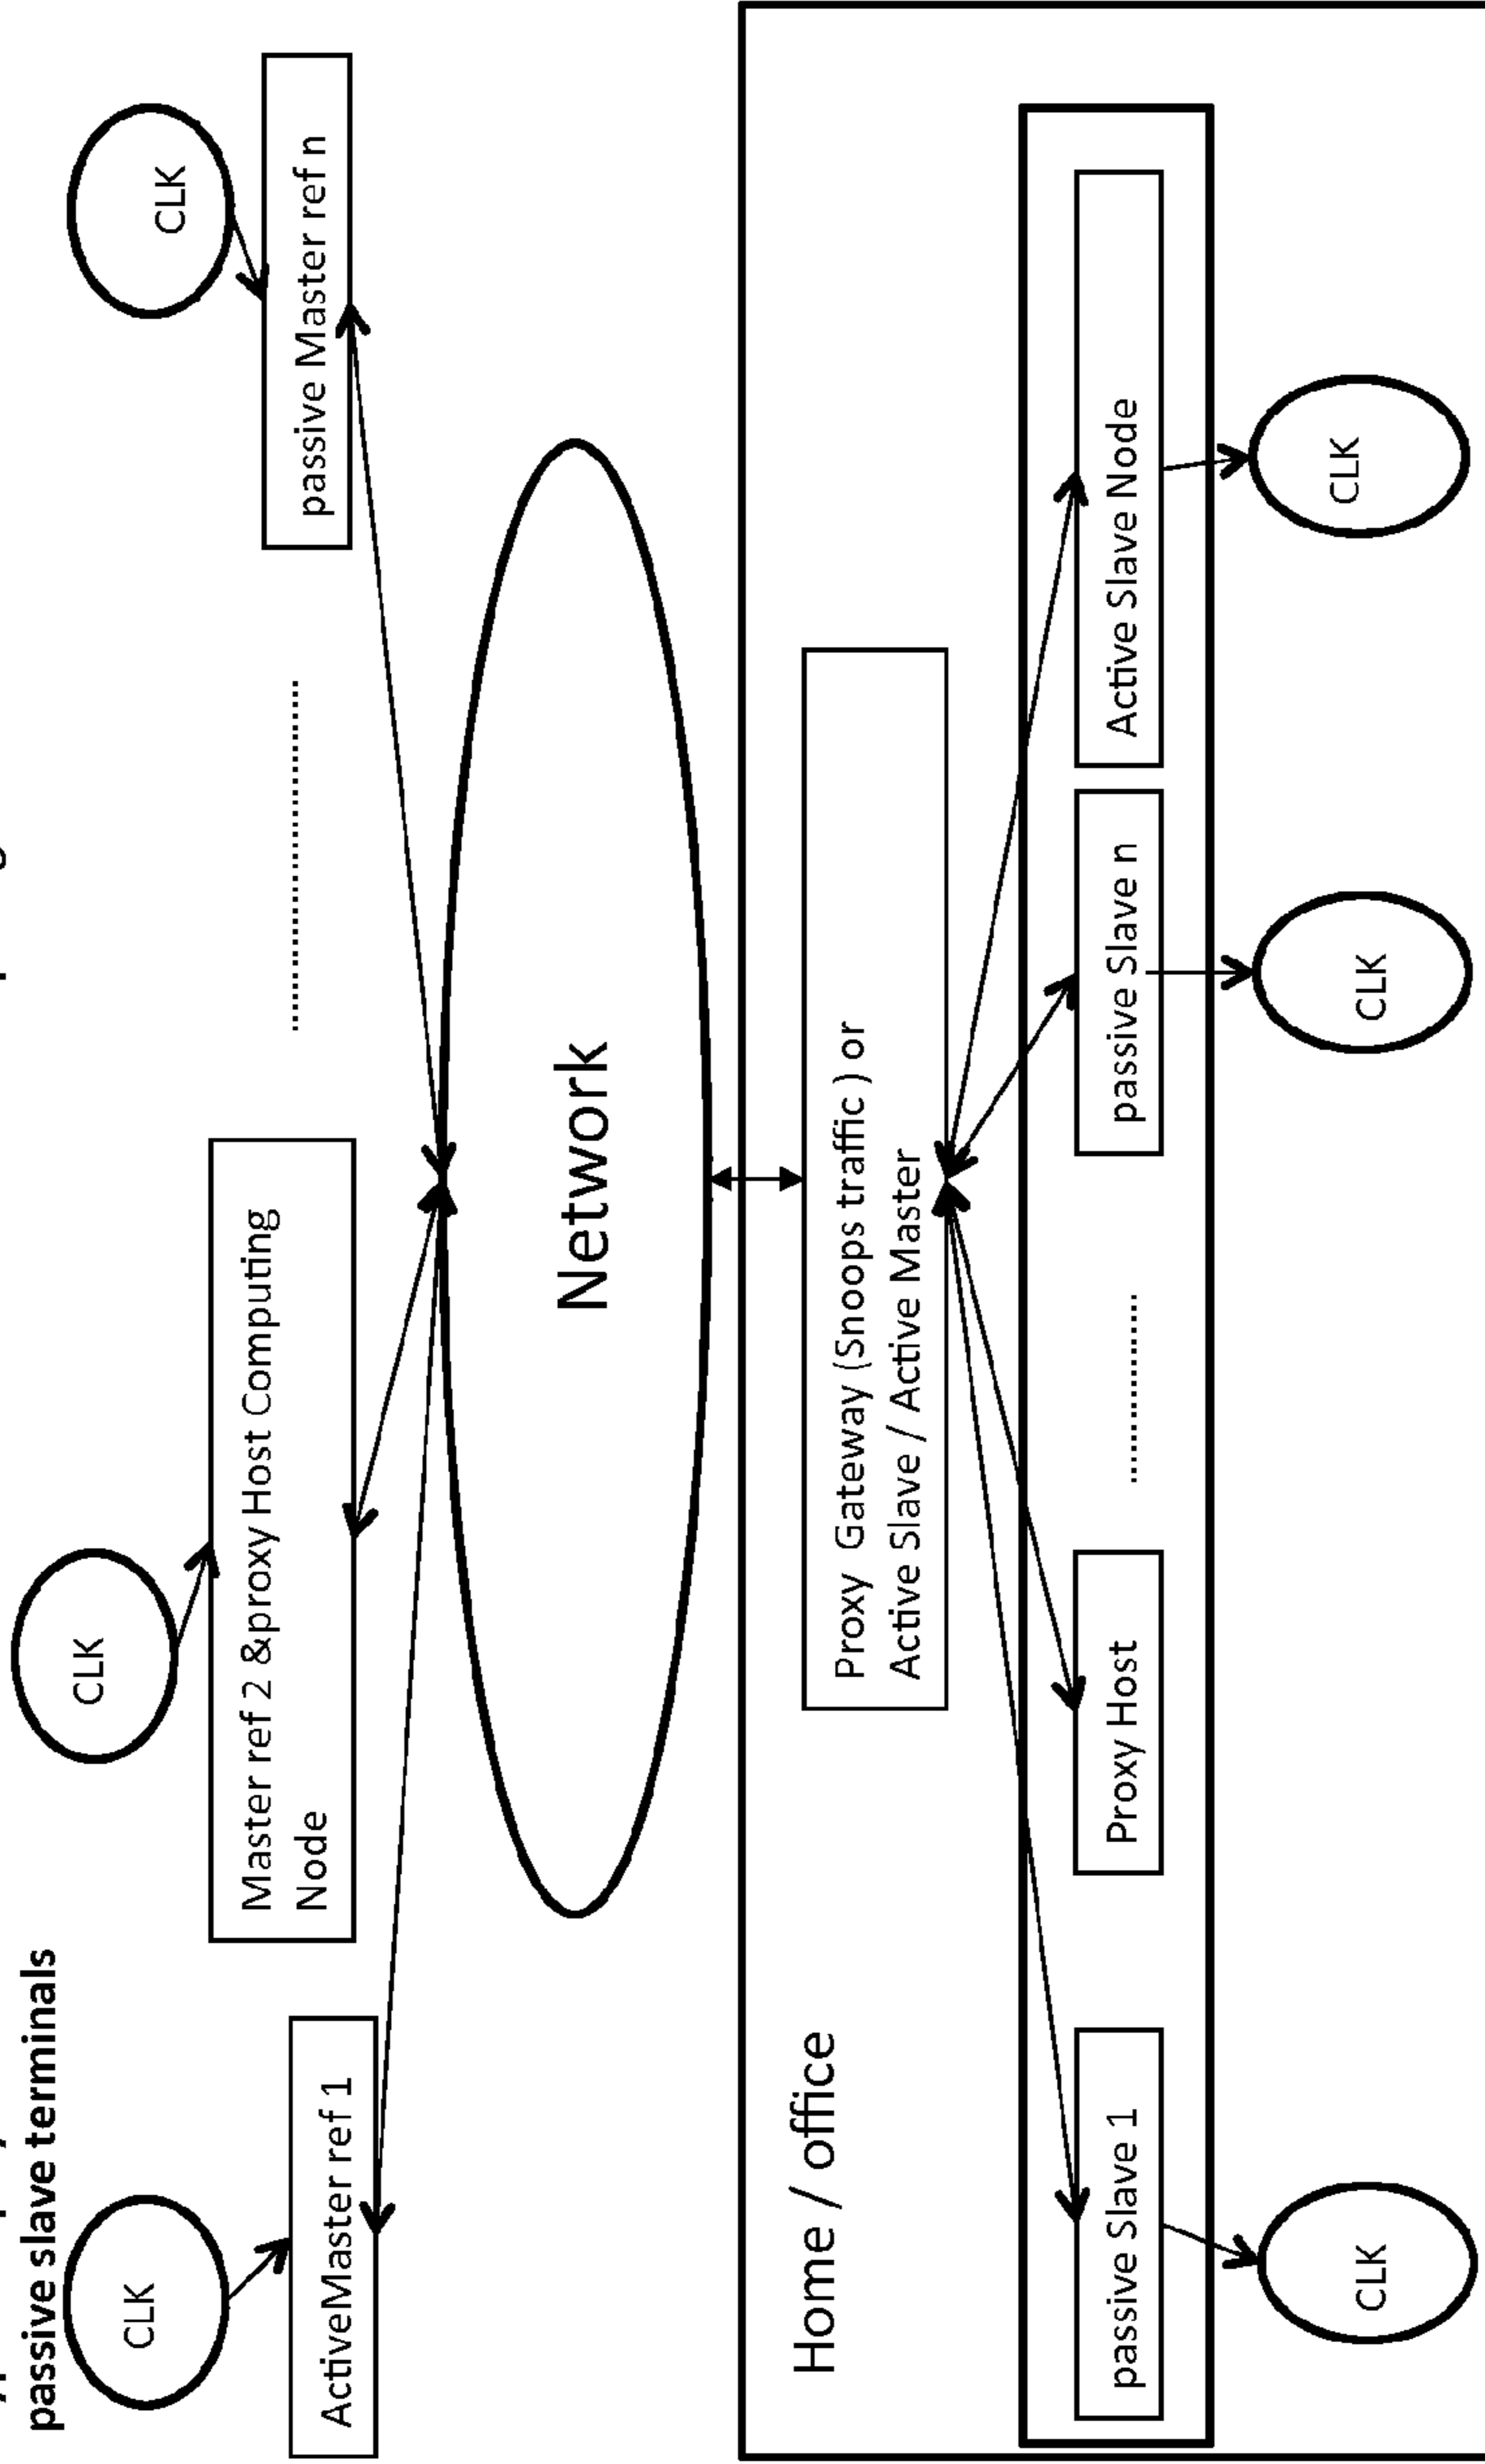 passive slave terminals
CLK
CLK
CLK
ActiveMaster ref 1
Master ref 2 &proxy Host Computing
Node
passive Master ref n
Network
Home / office
Proxy Gateway (Snoops traffic ) or
Active Slave / Active Master
passive Slave 1
Proxy Host
passive Slave n
Active Slave Node
CLK
CLK
CLK